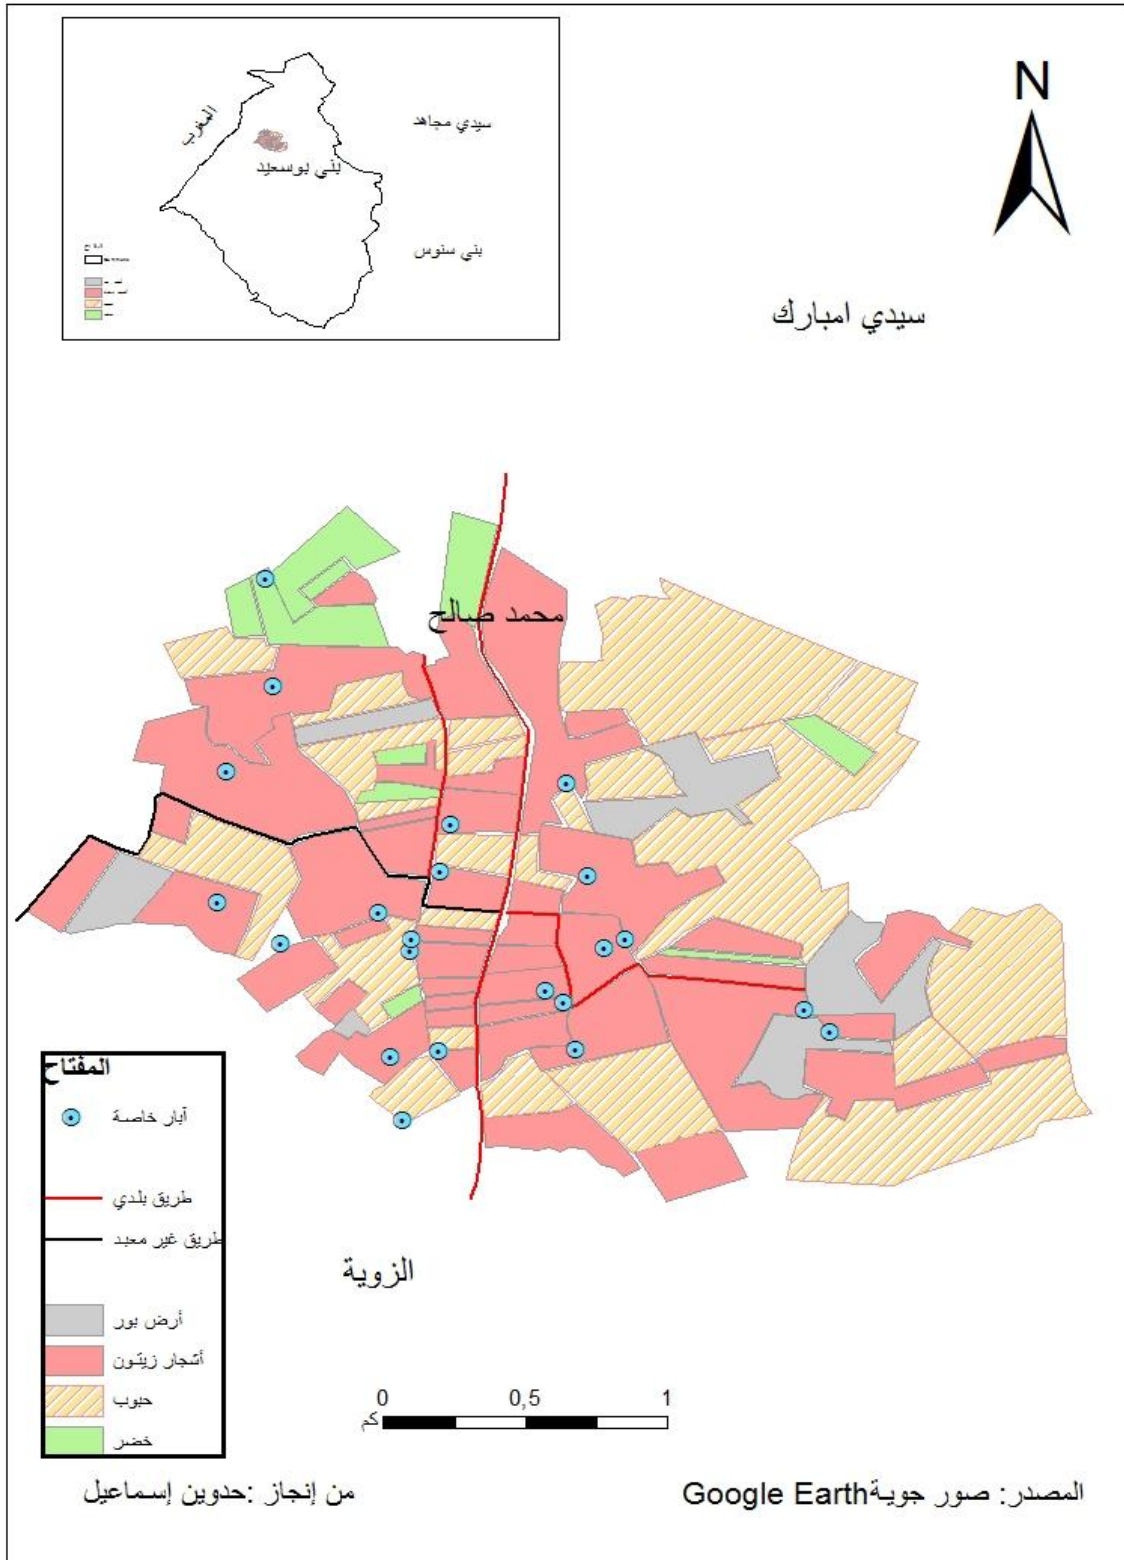 المغرب
سيدي مجاهد
بني بوسعيد
بني سنوس
N
سيدي امبارك
محمد صالح
المفتاح
آبار خاصة
طريق بلدي
طريق غير معبد
أرض بور
أشجار زيتون
حبوب
خضر
الزوية
0 0,5 1
كم
المصدر: صور جوية Google Earth
من إنجاز :حدوين إسماعيل